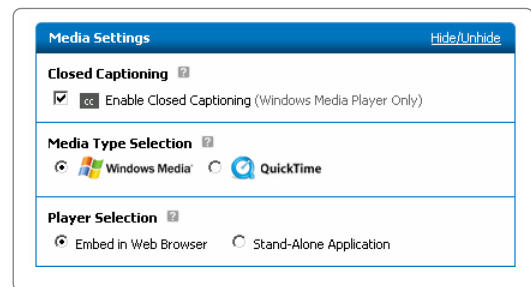 Media Settings Hide/Unhide
Closed Captioning ?
cc Enable Closed Captioning (Windows Media Player Only)
Media Type Selection ?
Windows Media QuickTime
Player Selection ?
Embed in Web Browser Stand-Alone Application